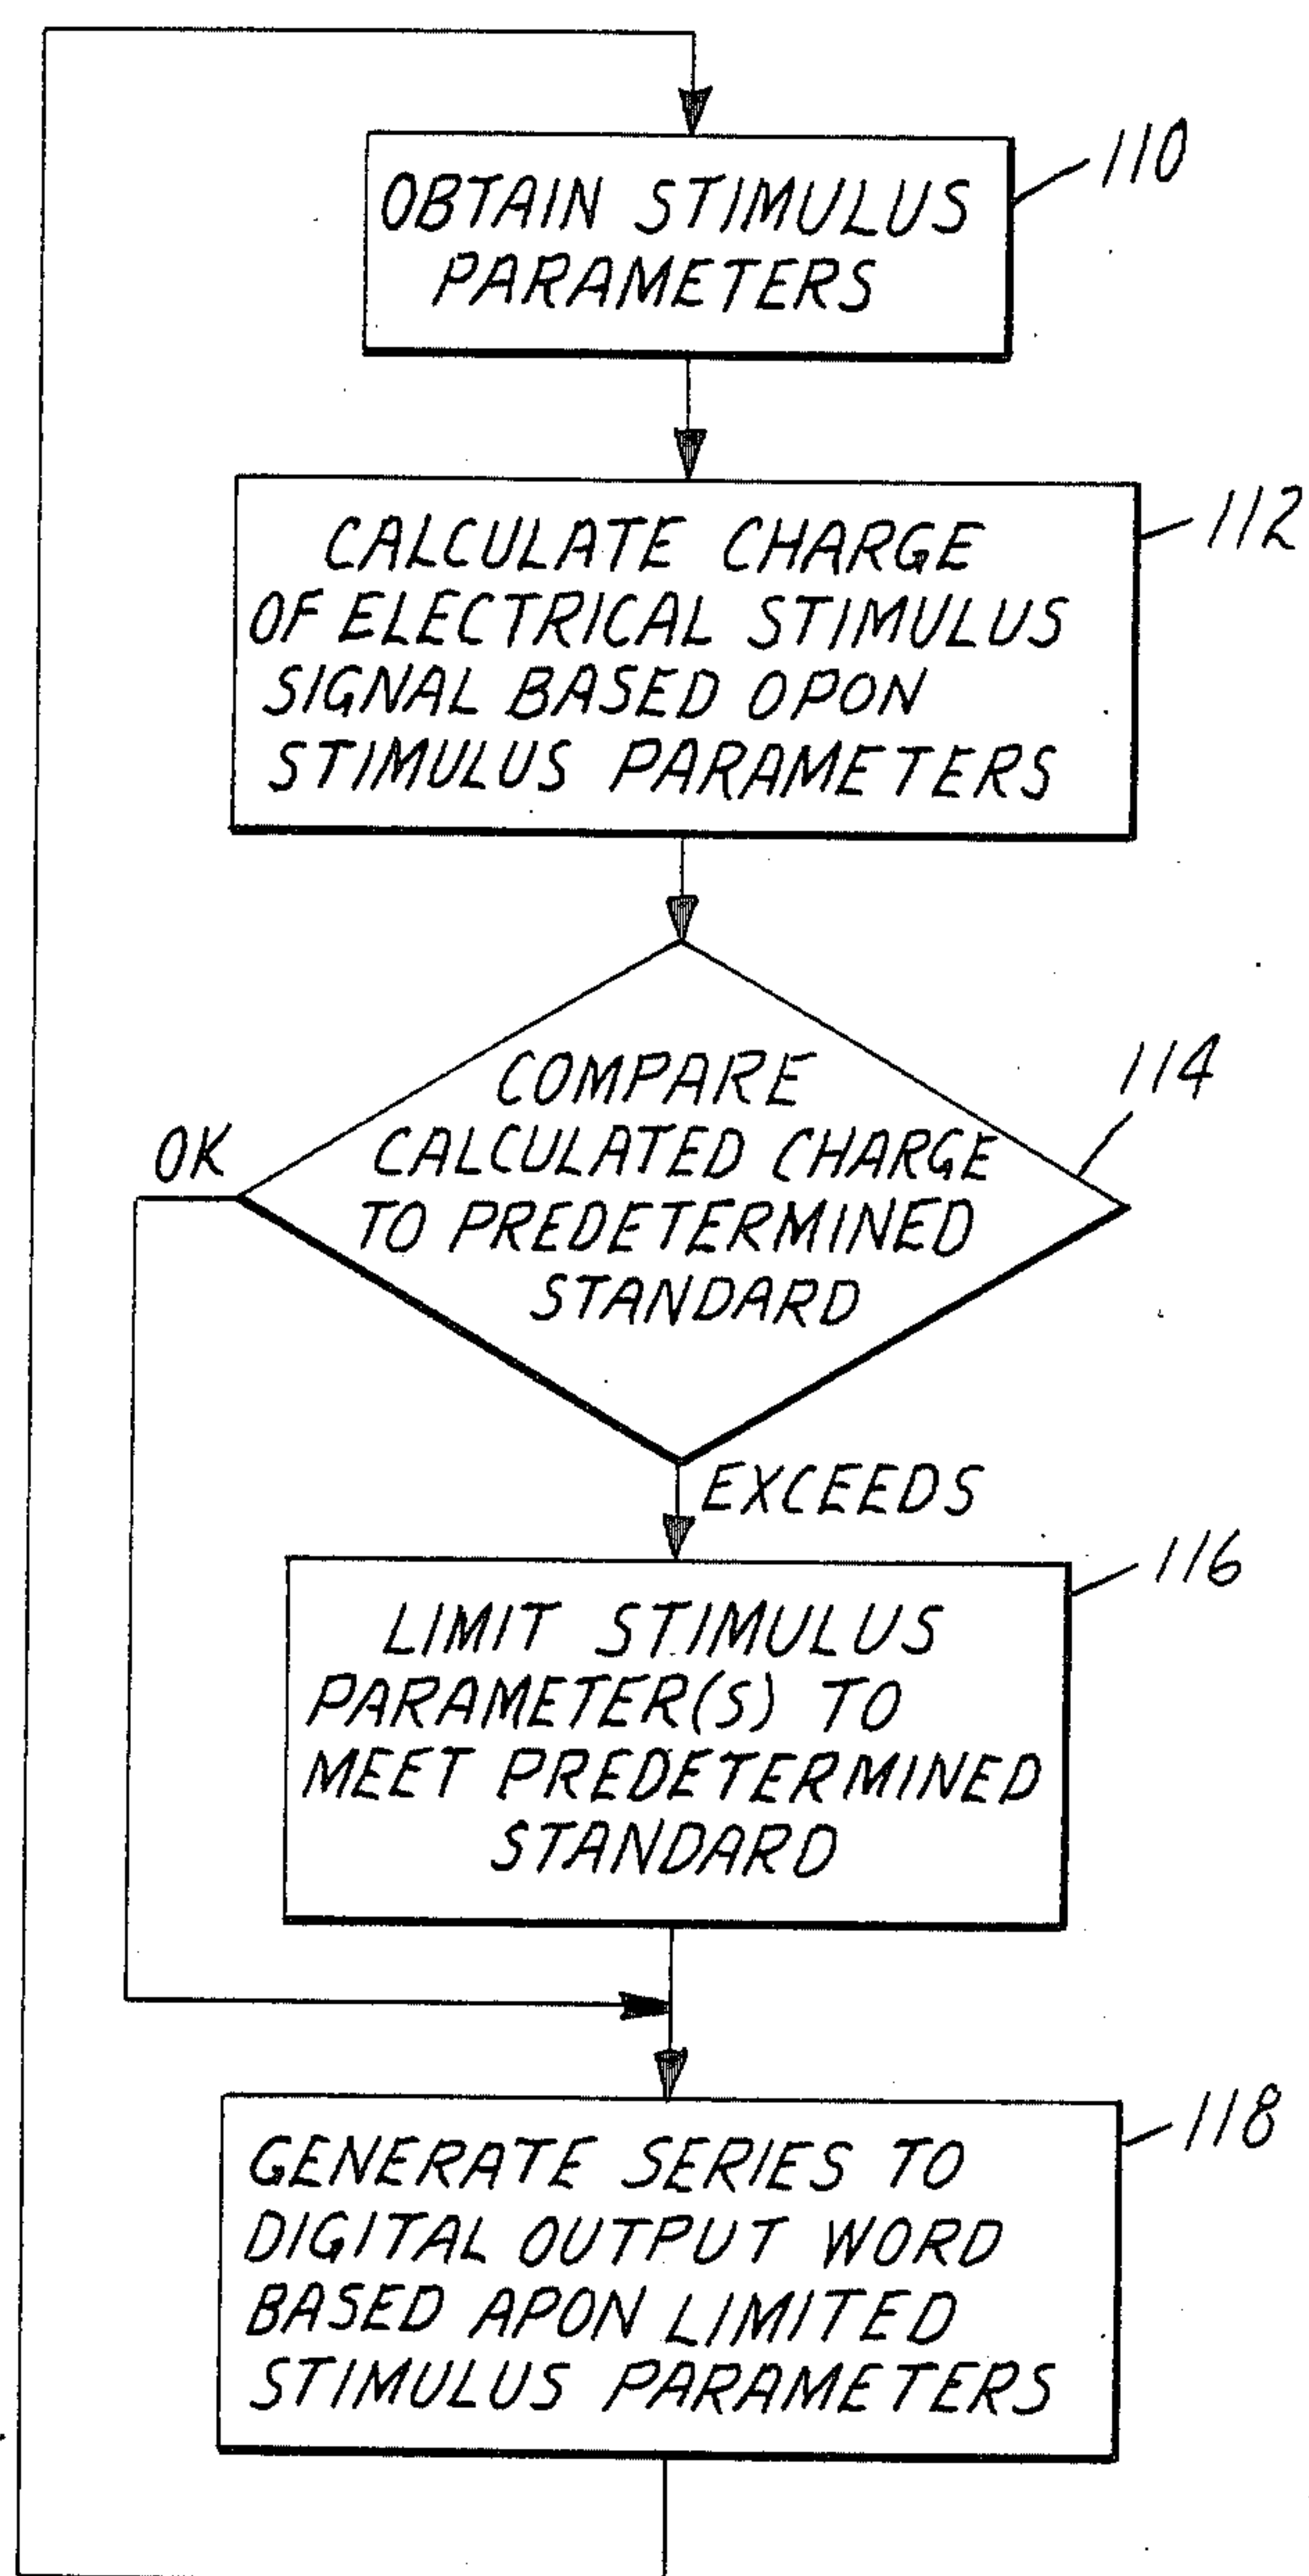 OBTAIN STIMULUS
PARAMETERS
110
CALCULATE CHARGE
OF ELECTRICAL STIMULUS
SIGNAL BASED OPON
STIMULUS PARAMETERS
112
COMPARE
CALCULATED CHARGE
TO PREDETERMINED
STANDARD
114
OK
EXCEEDS
LIMIT STIMULUS
PARAMETER(S) TO
MEET PREDETERMINED
STANDARD
116
GENERATE SERIES TO
DIGITAL OUTPUT WORD
BASED APON LIMITED
STIMULUS PARAMETERS
118